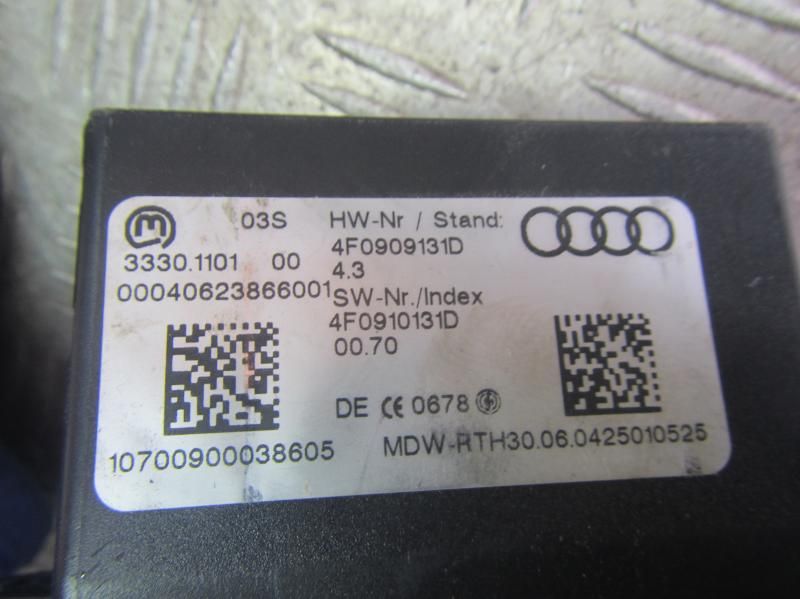 m 03S
3330.1101 00
00040623866001
HW-Nr / Stand:
4F0909131D
4.3
SW-Nr./Index
4F0910131D
00.70
DE CE 0678
10700900038605
MDW-RTH30.06.0425010525